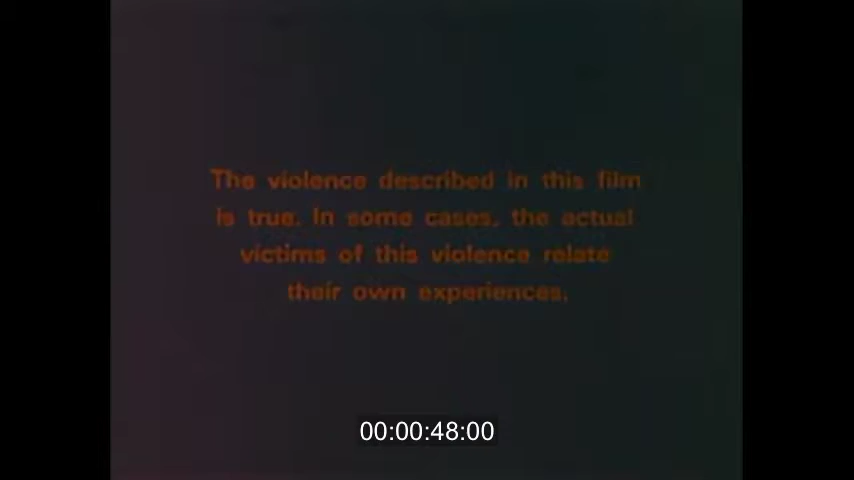 The violence described in this film
is true. In some cases, the actual
victims of this violence relate
their own experiences.
00:00:48:00